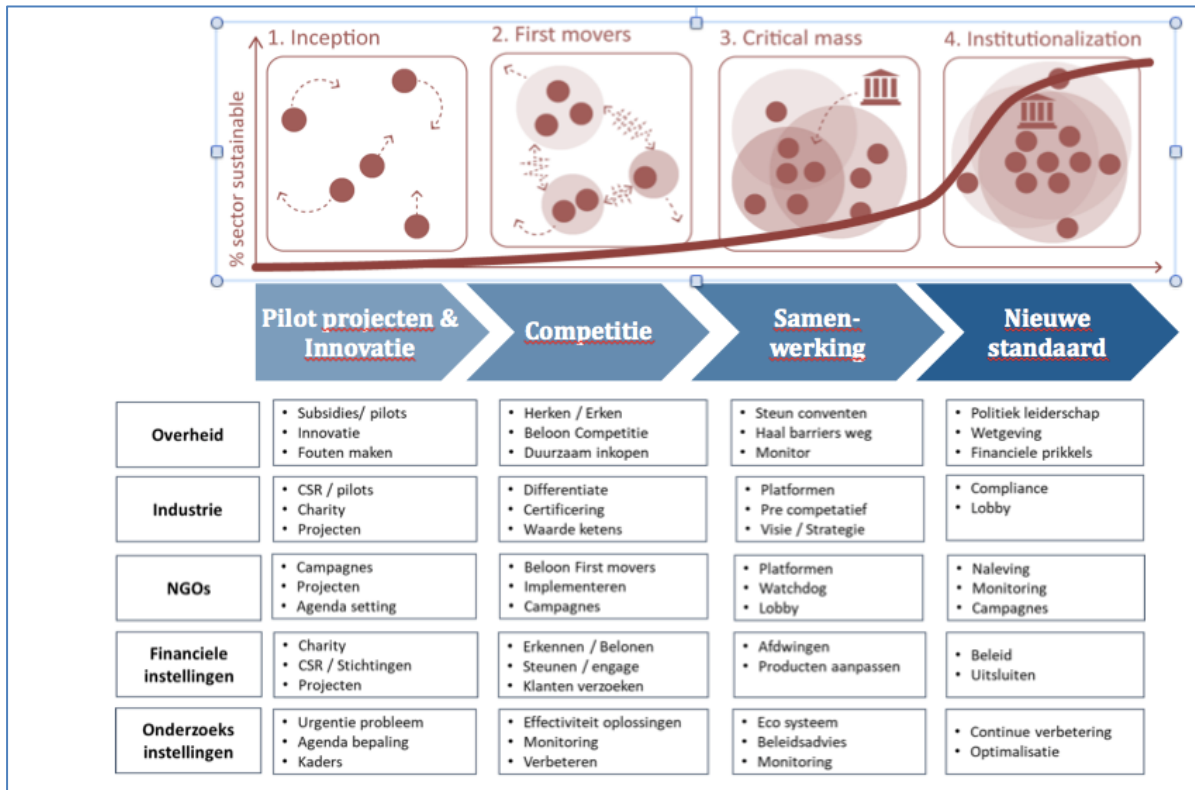 1. Inception
2. First movers
3. Critical mass
4. Institutionalization
% sector sustainable
Pilot projecten &
Innovatie
Competitie
Samen-
werking
Nieuwe
standaard
Overheid
• Subsidies/ pilots
• Innovatie
• Fouten maken
• Herken / Erken
• Beloon Competitie
• Duurzaam inkopen
• Steun conventen
• Haal barriers weg
• Monitor
• Politiek leiderschap
• Wetgeving
• Financiele prikkels
Industrie
• CSR / pilots
• Charity
• Projecten
• Differentiate
• Certificering
• Waarde ketens
• Platformen
• Pre competatief
• Visie / Strategie
• Compliance
• Lobby
NGOs
• Campagnes
• Projecten
• Agenda setting
• Beloon First movers
• Implementeren
• Campagnes
• Platformen
• Watchdog
• Lobby
• Naleving
• Monitoring
• Campagnes
Financiele
instellingen
• Charity
• CSR / Stichtingen
• Projecten
• Erkennen / Belonen
• Steunen / engage
• Klanten verzoeken
• Afdwingen
• Producten aanpassen
• Beleid
• Uitsluiten
Onderzoeks
instellingen
• Urgentie probleem
• Agenda bepaling
• Kaders
• Effectiviteit oplossingen
• Monitoring
• Verbeteren
• Eco systeem
• Beleidsadvies
• Monitoring
• Continue verbetering
• Optimalisatie